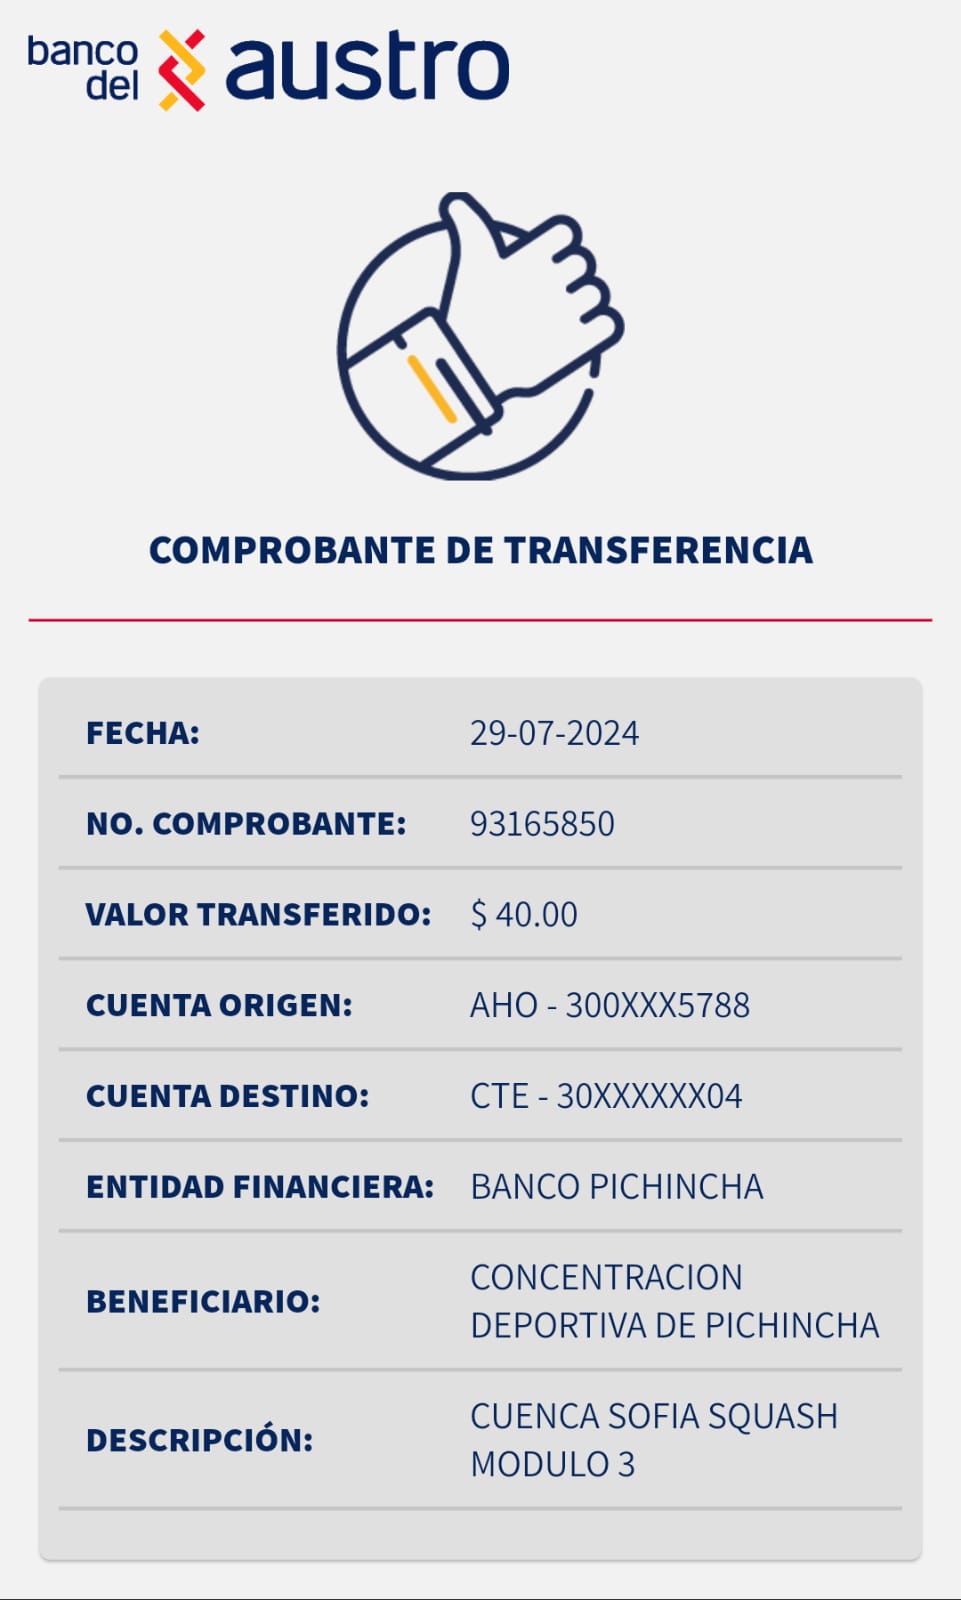 banco
del austro
COMPROBANTE DE TRANSFERENCIA
FECHA: 29-07-2024
NO. COMPROBANTE: 93165850
VALOR TRANSFERIDO: $ 40.00
CUENTA ORIGEN: AHO - 300XXX5788
CUENTA DESTINO: CTE - 30XXXXXX04
ENTIDAD FINANCIERA: BANCO PICHINCHA
BENEFICIARIO: CONCENTRACION
DEPORTIVA DE PICHINCHA
DESCRIPCIÓN: CUENCA SOFIA SQUASH
MODULO 3